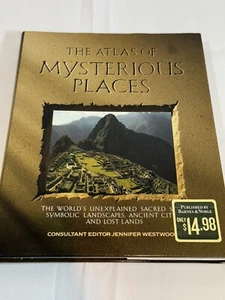 THE ATLAS OF
MYSTERIOUS
PLACES
THE WORLD'S UNEXPLAINED SACRED
SYMBOLIC LANDSCAPES, ANCIENT
AND LOST LANDS
CONSULTANT EDITOR JENNIFER WESTWOOD
PUBLISHED BY
BARNES & NOBLE
ONLY
$14.98